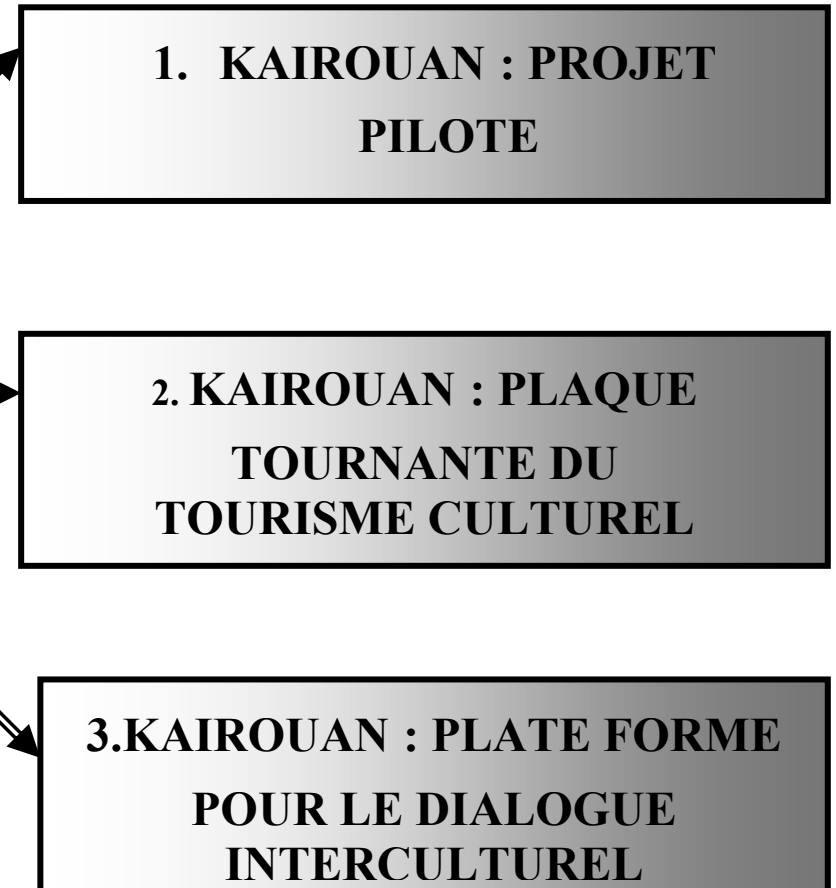 1. KAIROUAN : PROJET
PILOTE
2. KAIROUAN : PLAQUE
TOURNANTE DU
TOURISME CULTUREL
3.KAIROUAN : PLATE FORME
POUR LE DIALOGUE
INTERCULTUREL